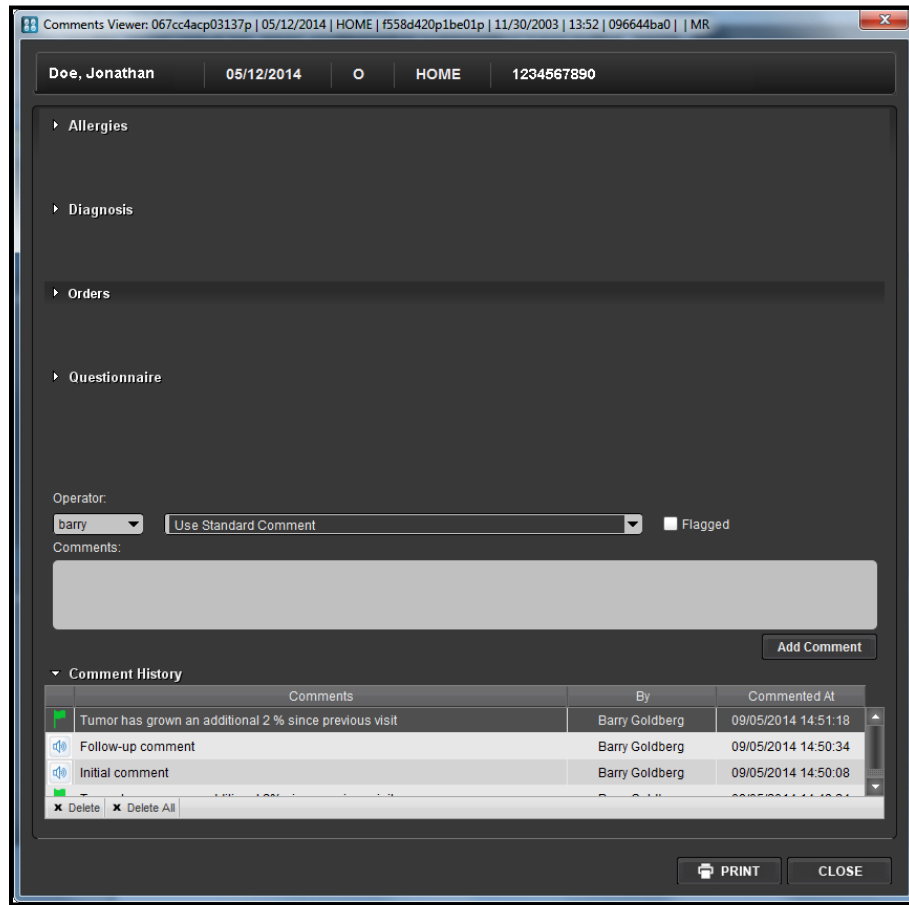 Comments Viewer: 067cc4acp03137p | 05/12/2014 | HOME | f558d420p1be01p | 11/30/2003 | 13:52 | 096644ba0 | | MR
Doe, Jonathan 05/12/2014 O HOME 1234567890
Allergies
Diagnosis
Orders
Questionnaire
Operator:
barry Use Standard Comment Flagged
Comments:
Add Comment
Comment History
Comments By Commented At
Tumor has grown an additional 2 % since previous visit Barry Goldberg 09/05/2014 14:51:18
Follow-up comment Barry Goldberg 09/05/2014 14:50:34
Initial comment Barry Goldberg 09/05/2014 14:50:08
Delete Delete All
PRINT CLOSE